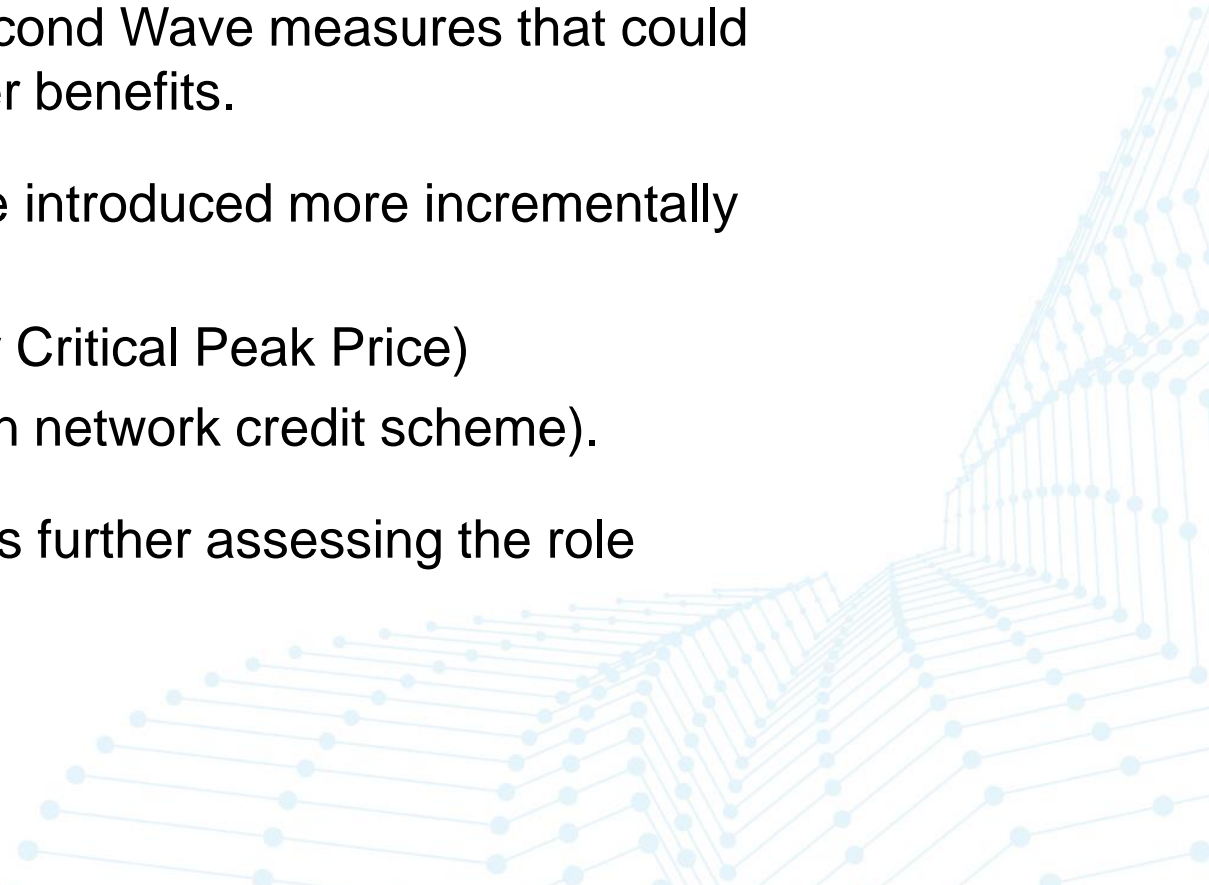 cond Wave measures that could
er benefits.
e introduced more incrementally
Critical Peak Price)
n network credit scheme).
s further assessing the role